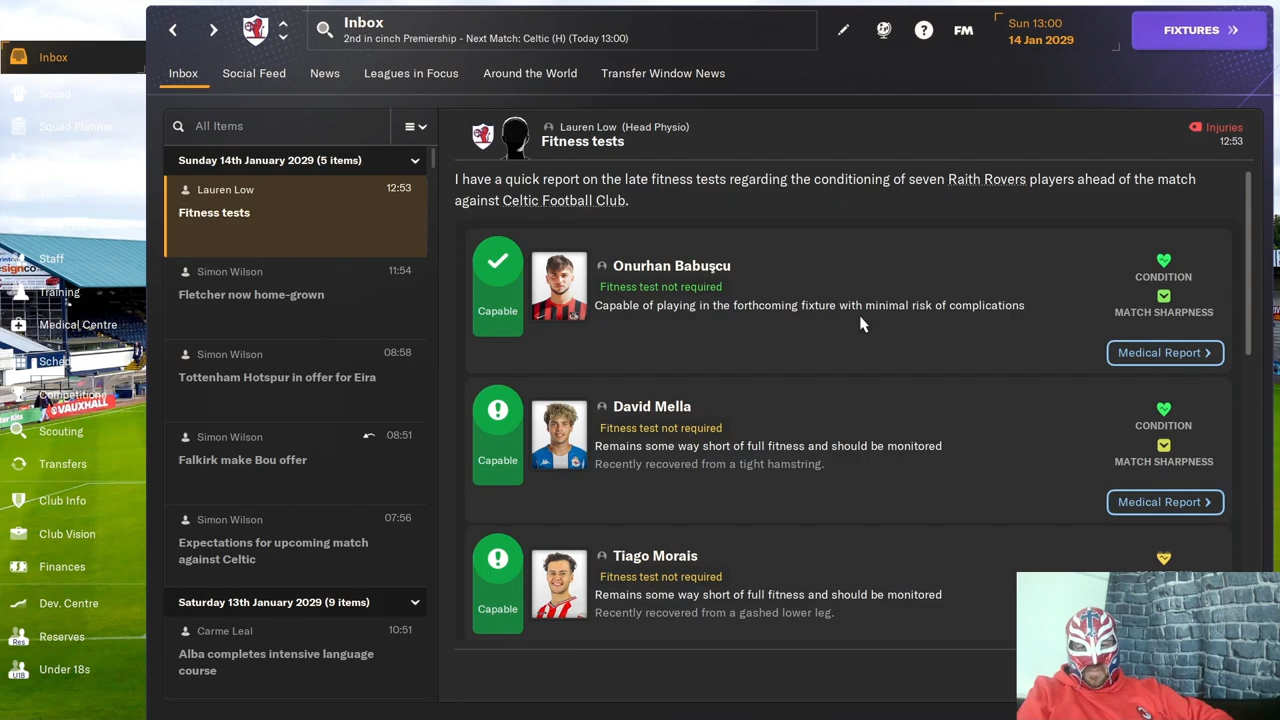 Inbox
2nd in cinch Premiership - Next Match: Celtic (H) (Today 13:00)
FM
Sun 13:00
14 Jan 2029
FIXTURES
Inbox
Social Feed
News
Leagues in Focus
Around the World
Transfer Window News
Inbox
Squad
Squad Planner
Staff
Training
Medical Centre
Sched
Competitions
VAUXHALL
Scouting
Transfers
Club Info
Club Vision
Finances
Dev. Centre
Res
Reserves
U18
Under 18s
All Items
Sunday 14th January 2029 (5 items)
Lauren Low
12:53
Fitness tests
Simon Wilson
11:54
Fletcher now home-grown
Simon Wilson
08:58
Tottenham Hotspur in offer for Eira
Simon Wilson
08:51
Falkirk make Bou offer
Simon Wilson
07:56
Expectations for upcoming match
against Celtic
Saturday 13th January 2029 (9 items)
Carme Leal
10:51
Alba completes intensive language
course
Lauren Low (Head Physio)
Fitness tests
Injuries
12:53
I have a quick report on the late fitness tests regarding the conditioning of seven Raith Rovers players ahead of the match
against Celtic Football Club.
Capable
Onurhan Babuşcu
Fitness test not required
Capable of playing in the forthcoming fixture with minimal risk of complications
CONDITION
MATCH SHARPNESS
Medical Report
Capable
David Mella
Fitness test not required
Remains some way short of full fitness and should be monitored
Recently recovered from a tight hamstring.
CONDITION
MATCH SHARPNESS
Medical Report
Capable
Tiago Morais
Fitness test not required
Remains some way short of full fitness and should be monitored
Recently recovered from a gashed lower leg.